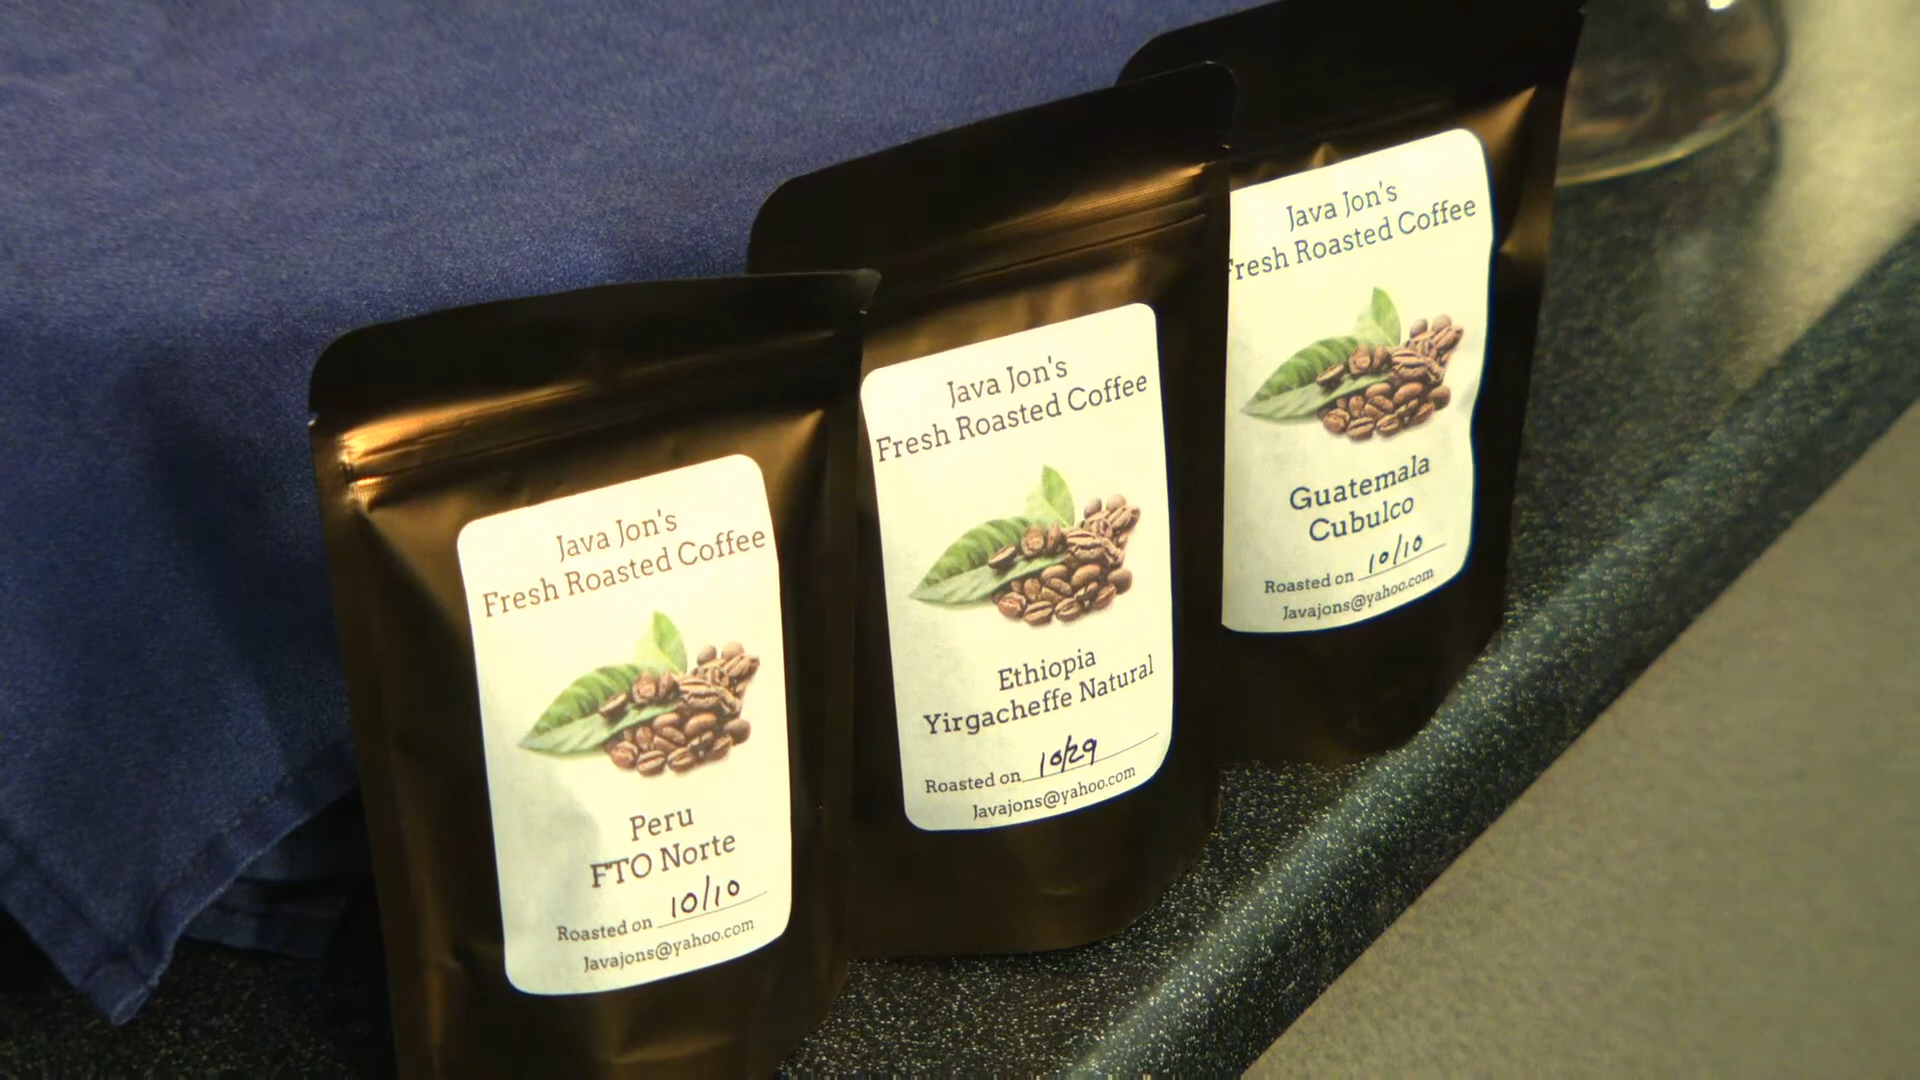 Java Jon's
Fresh Roasted Coffee
Peru
FTO Norte
Roasted on 10/10
Javajons@yahoo.com
Java Jon's
Fresh Roasted Coffee
Ethiopia
Yirgacheffe Natural
Roasted on 10/29
Javajons@yahoo.com
Java Jon's
Fresh Roasted Coffee
Guatemala
Cubulco
Roasted on 10/10
Javajons@yahoo.com